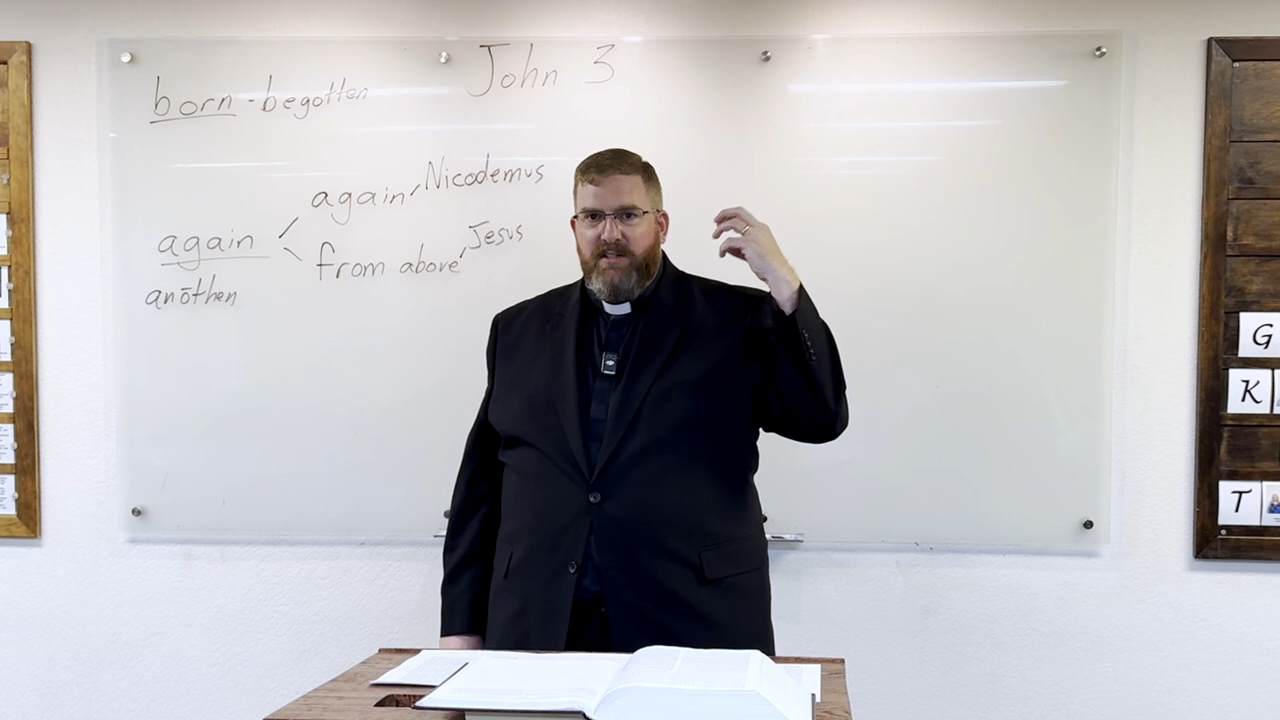 John 3
born - begotten
again, Nicodemus
again
from above, Jesus
anōthen
G
K
T